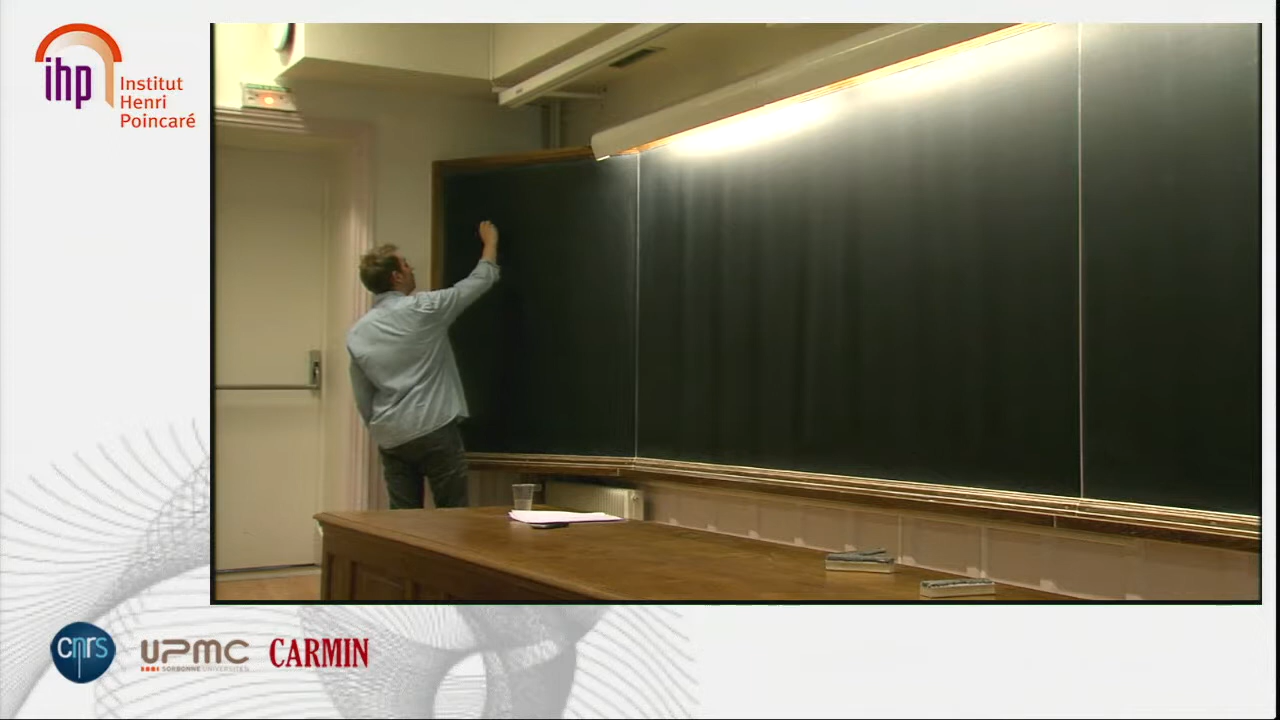 ihp
Institut
Henri
Poincaré
cnrs
UPMC
SORBONNE UNIVERSITÉS
CARMIN